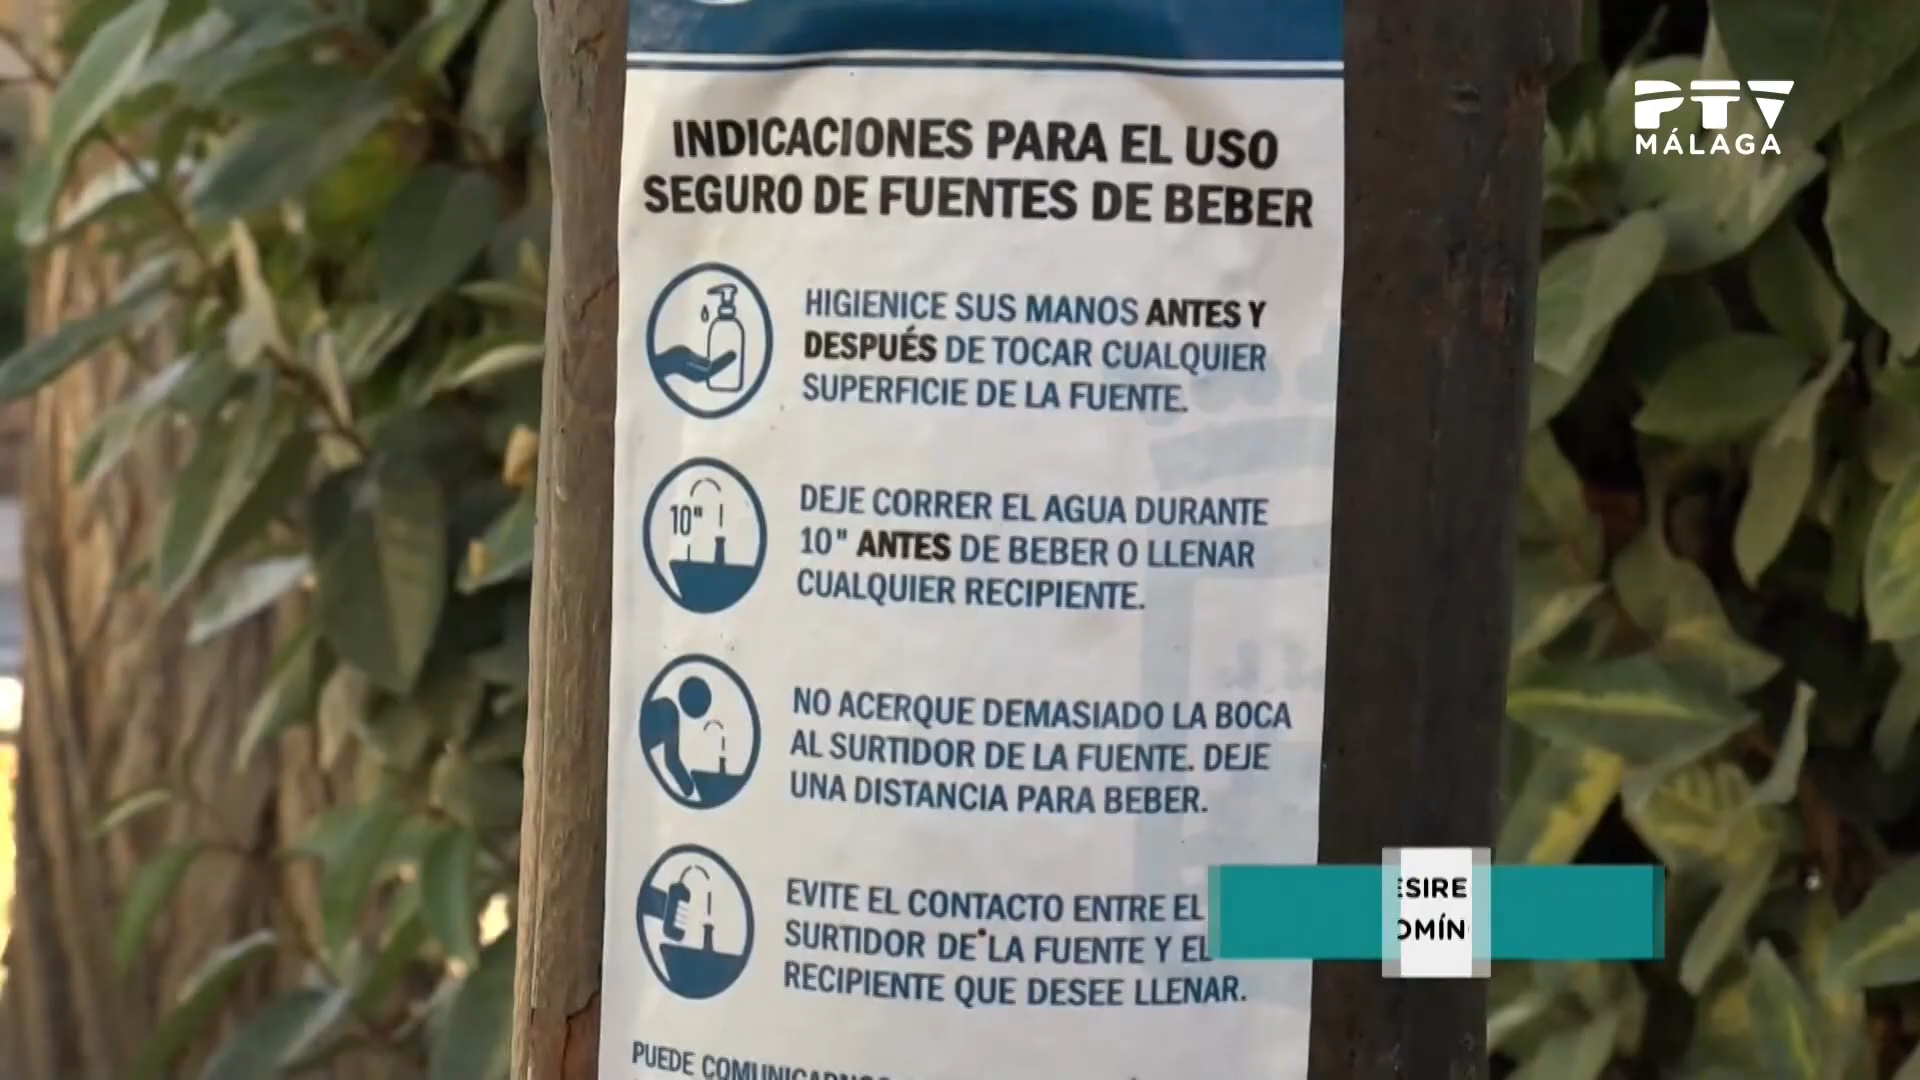 PTV
MÁLAGA
INDICACIONES PARA EL USO
SEGURO DE FUENTES DE BEBER
HIGIENICE SUS MANOS ANTES Y
DESPUÉS DE TOCAR CUALQUIER
SUPERFICIE DE LA FUENTE.
10"
DEJE CORRER EL AGUA DURANTE
10" ANTES DE BEBER O LLENAR
CUALQUIER RECIPIENTE.
NO ACERQUE DEMASIADO LA BOCA
AL SURTIDOR DE LA FUENTE. DEJE
UNA DISTANCIA PARA BEBER.
EVITE EL CONTACTO ENTRE EL
SURTIDOR DE LA FUENTE Y EL
RECIPIENTE QUE DESEE LLENAR.
PUEDE